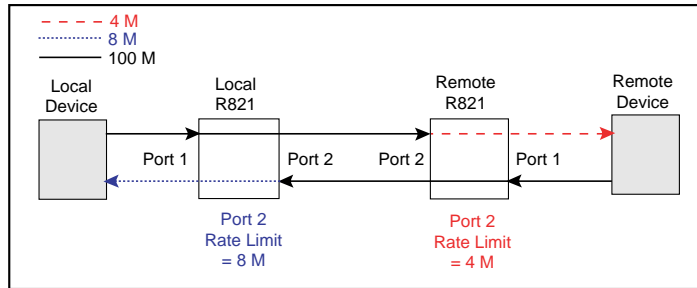 4 M
8 M
100 M
Local
Device
Local
R821
Remote
R821
Remote
Device
Port 1
Port 2
Port 2
Port 1
Port 2
Rate Limit
= 8 M
Port 2
Rate Limit
= 4 M